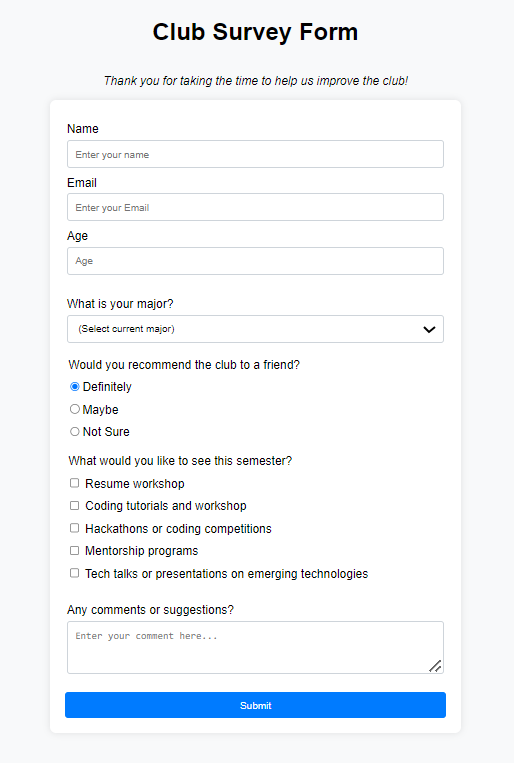 Club Survey Form
Thank you for taking the time to help us improve the club!
Name
Enter your name
Email
Enter your Email
Age
Age
What is your major?
(Select current major)
Would you recommend the club to a friend?
Definitely
Maybe
Not Sure
What would you like to see this semester?
Resume workshop
Coding tutorials and workshop
Hackathons or coding competitions
Mentorship programs
Tech talks or presentations on emerging technologies
Any comments or suggestions?
Enter your comment here...
Submit